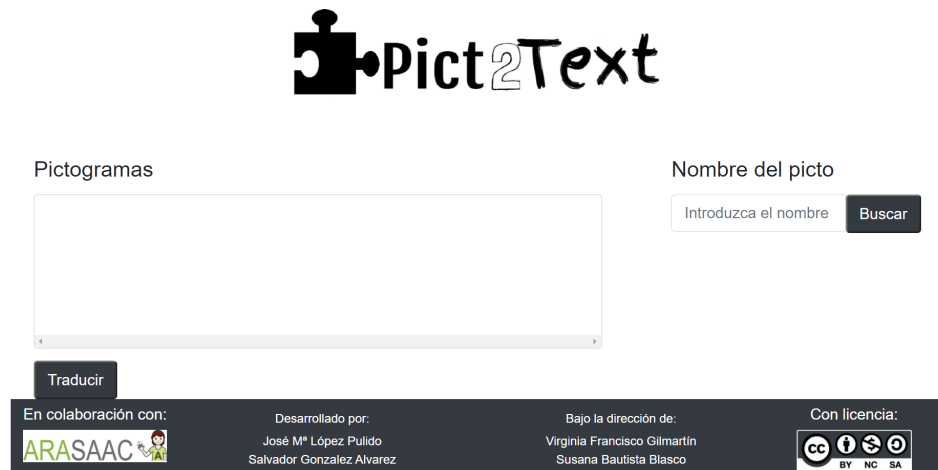 Pict2Text
Pictogramas
Nombre del picto
Introduzca el nombre
Buscar
Traducir
En colaboración con:
ARASAAC
Desarrollado por:
José Mª López Pulido
Salvador Gonzalez Alvarez
Bajo la dirección de:
Virginia Francisco Gilmartín
Susana Bautista Blasco
Con licencia:
cc
BY NC SA